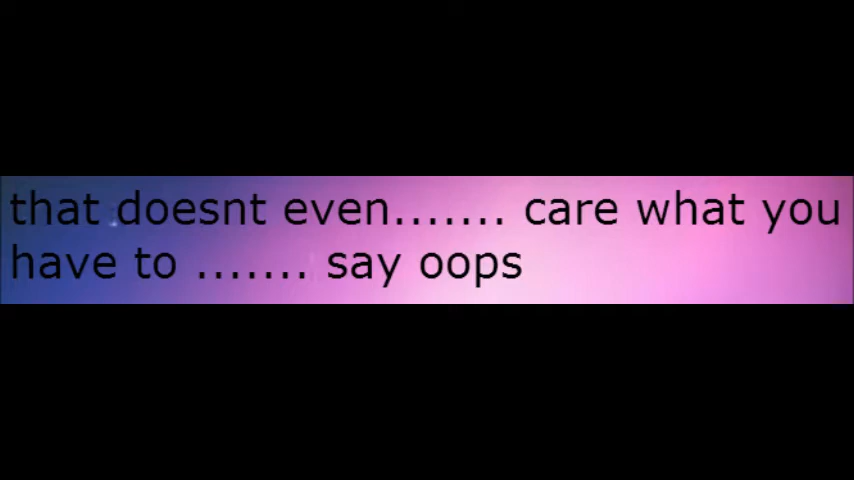 that doesnt even....... care what you
have to ....... say oops